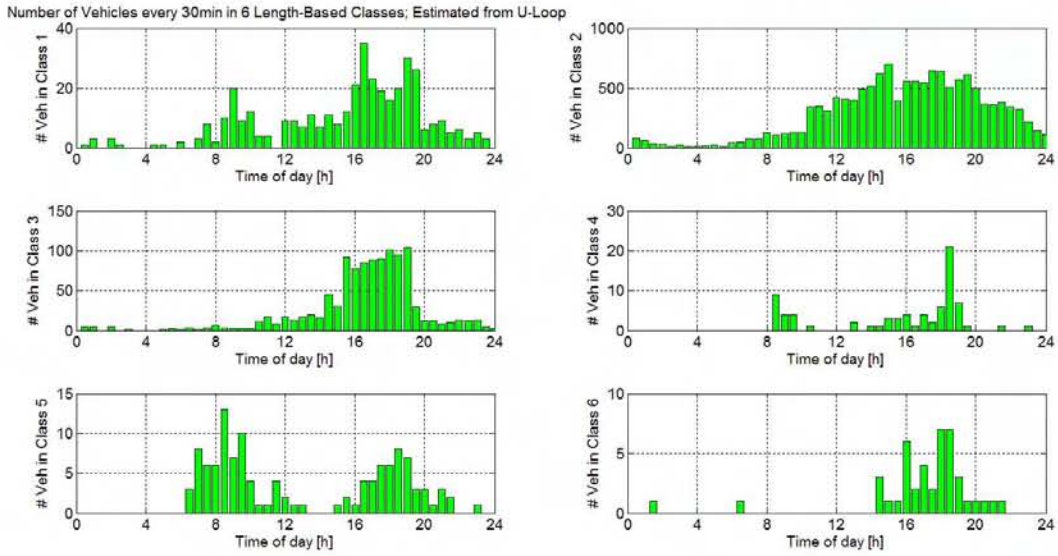 Number of Vehicles every 30min in 6 Length-Based Classes; Estimated from U-Loop
# Veh in Class 1
40
20
0
0 4 8 12 16 20 24
Time of day [h]
# Veh in Class 2
1000
500
0
0 4 8 12 16 20 24
Time of day [h]
# Veh in Class 3
150
100
50
0
0 4 8 12 16 20 24
Time of day [h]
# Veh in Class 4
30
20
10
0
0 4 8 12 16 20 24
Time of day [h]
# Veh in Class 5
15
10
5
0
0 4 8 12 16 20 24
Time of day [h]
# Veh in Class 6
10
5
0
0 4 8 12 16 20 24
Time of day [h]